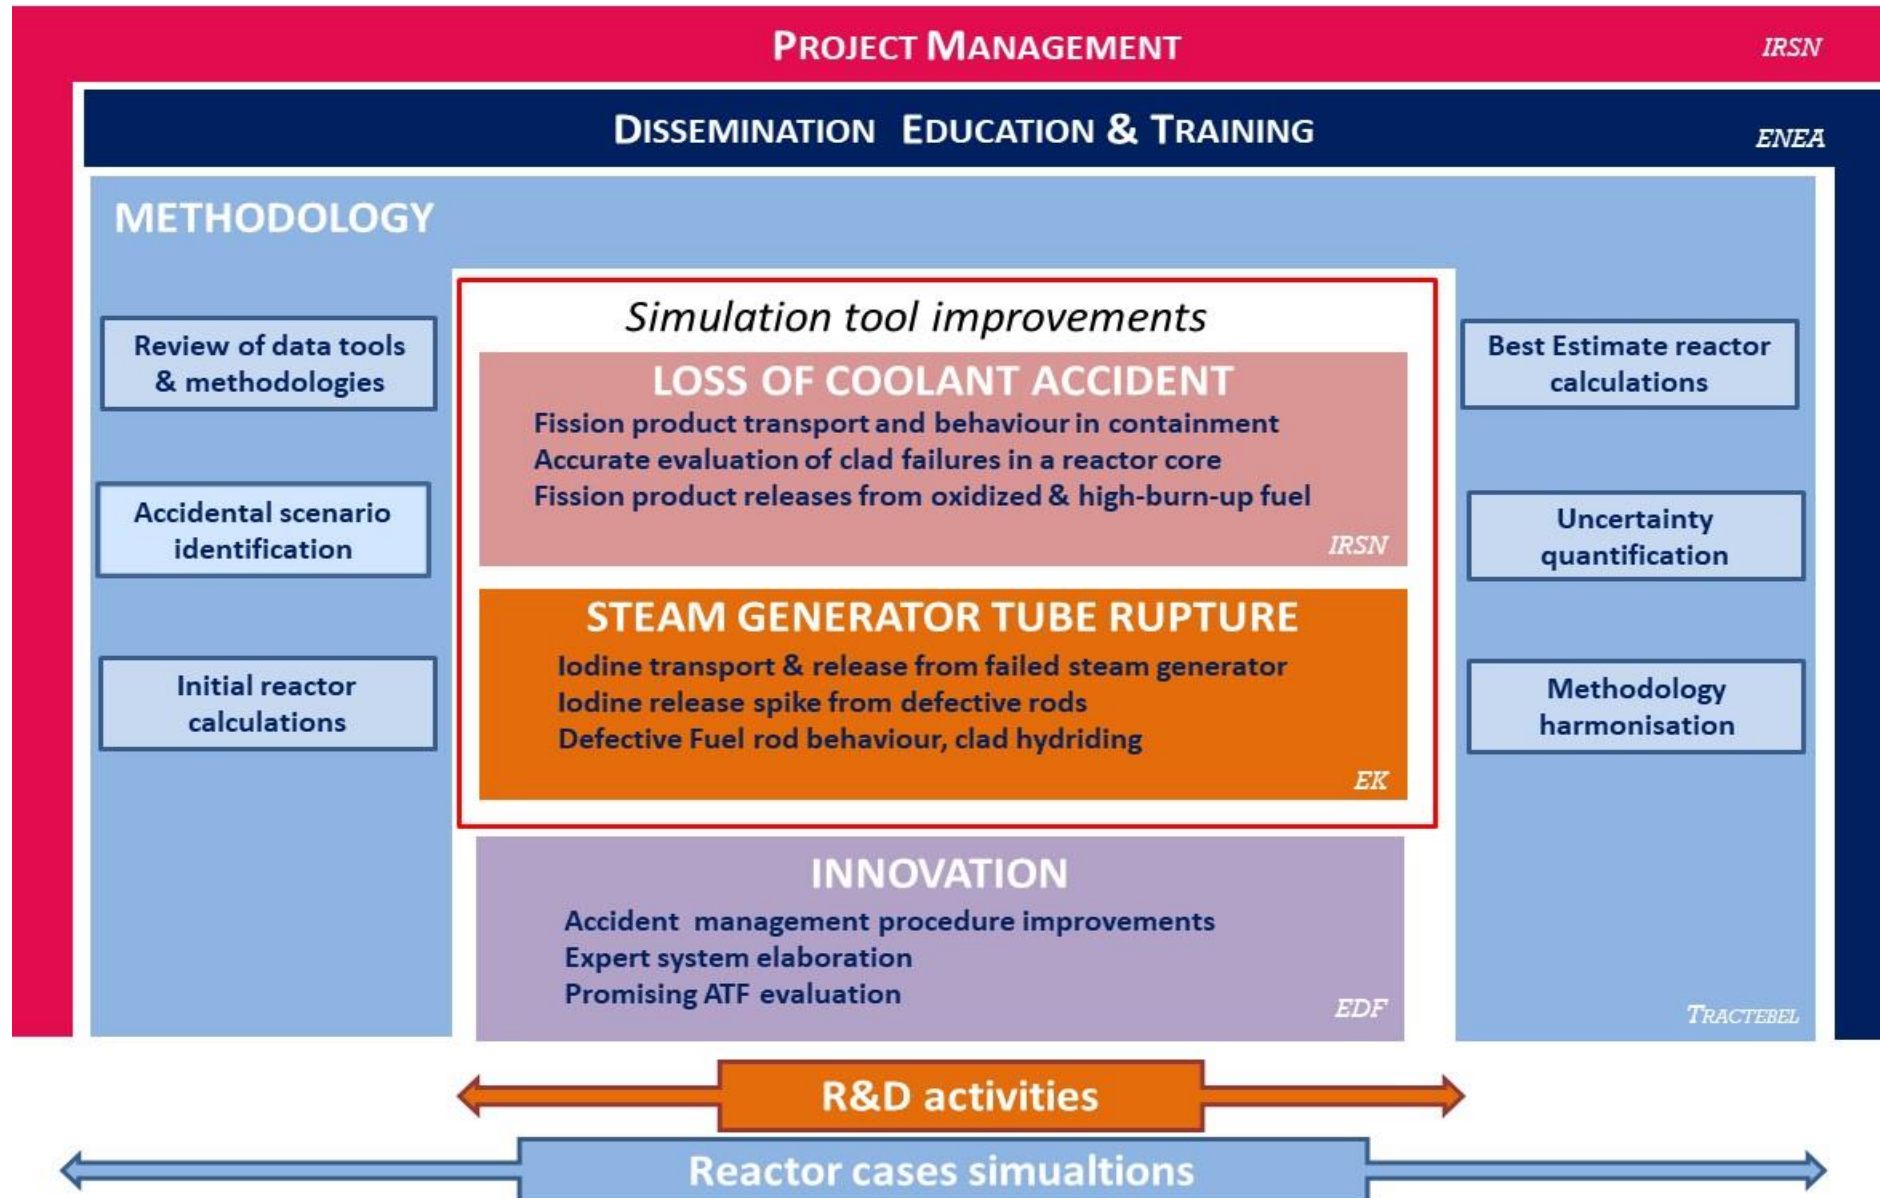 PROJECT MANAGEMENT
IRSN
DISSEMINATION EDUCATION & TRAINING
ENEA
METHODOLOGY
Review of data tools
& methodologies
Accidental scenario
identification
Initial reactor
calculations
Simulation tool improvements
LOSS OF COOLANT ACCIDENT
Fission product transport and behaviour in containment
Accurate evaluation of clad failures in a reactor core
Fission product releases from oxidized & high-burn-up fuel
IRSN
STEAM GENERATOR TUBE RUPTURE
Iodine transport & release from failed steam generator
Iodine release spike from defective rods
Defective Fuel rod behaviour, clad hydriding
EK
INNOVATION
Accident management procedure improvements
Expert system elaboration
Promising ATF evaluation
EDF
Best Estimate reactor
calculations
Uncertainty
quantification
Methodology
harmonisation
TRACTEBEL
R&D activities
Reactor cases simualtions